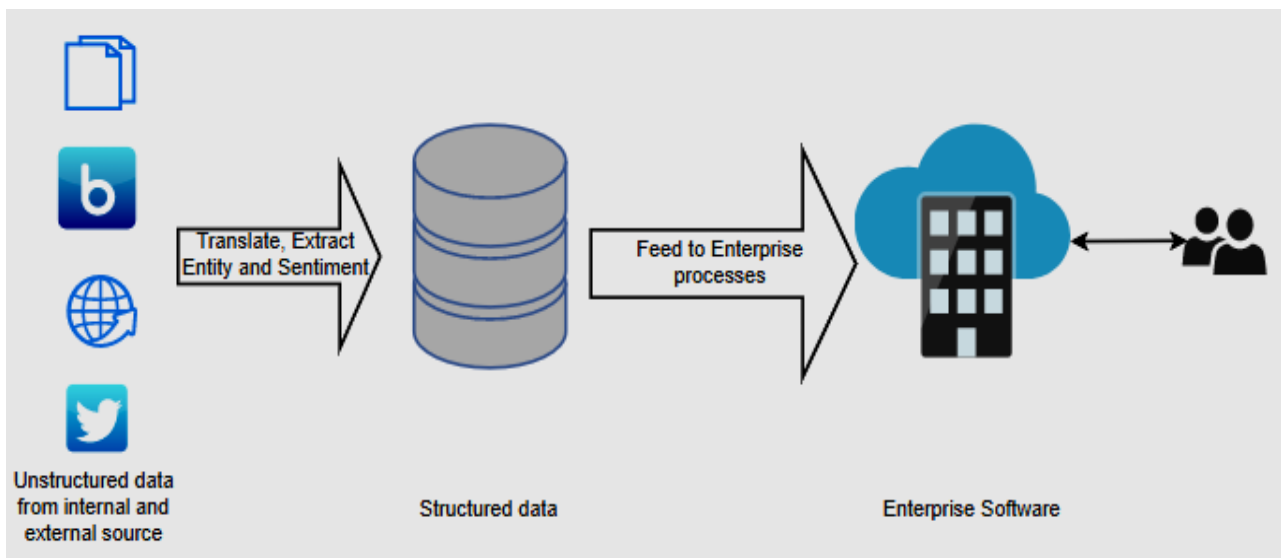 b
Translate, Extract
Entity and Sentiment
Feed to Enterprise
processes
Unstructured data
from internal and
external source
Structured data
Enterprise Software